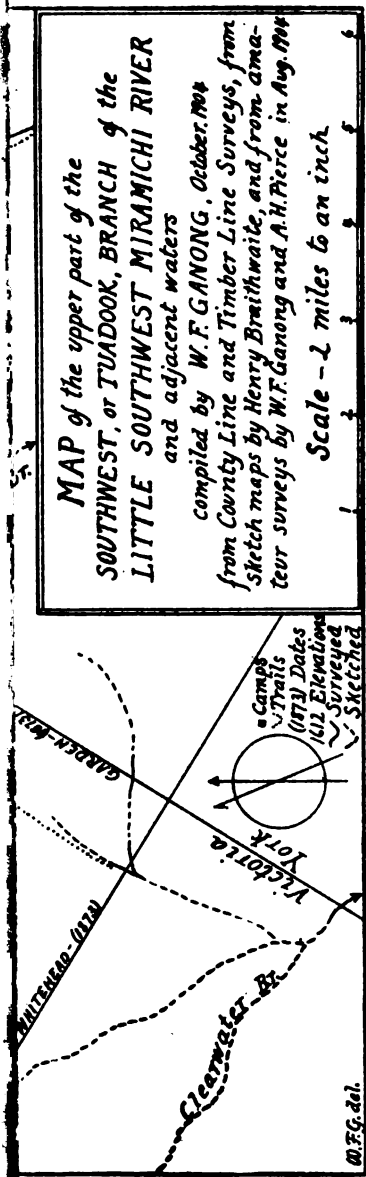 MAP of the upper part of the
SOUTHWEST, or TUADOOK, BRANCH of the
LITTLE SOUTHWEST MIRAMICHI RIVER
and adjacent waters
compiled by W.F. GANONG, October.1904
from County Line and Timber Line Surveys, from
sketch maps by Henry Braithwaite, and from ama-
teur surveys by W.F.Ganong and A.H.Pierce in Aug.1904
Scale - 2 miles to an inch
1 2 3 4 5 6
ST.
Camps
Trails
(1873) Dates
1612 Elevations
Surveyed
Sketched
WHITEHEAD-(1873)
GARDEN-(1873)
Victoria
York
Clearwater Br.
W.F.G. del.